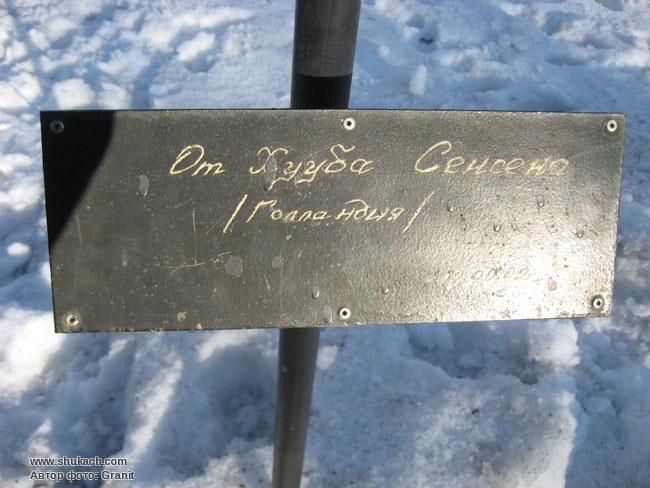 От Хууба Сенсена
/Голландия/
www.shukach.com
Автор фото: Granit